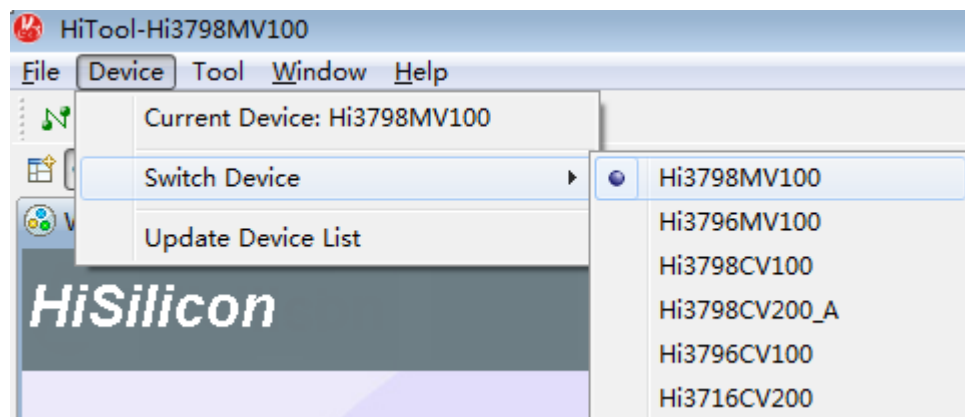 HiTool-Hi3798MV100
File Device Tool Window Help
Current Device: Hi3798MV100
Switch Device
Update Device List
Hi3798MV100
Hi3796MV100
Hi3798CV100
Hi3798CV200_A
Hi3796CV100
Hi3716CV200
HiSilicon